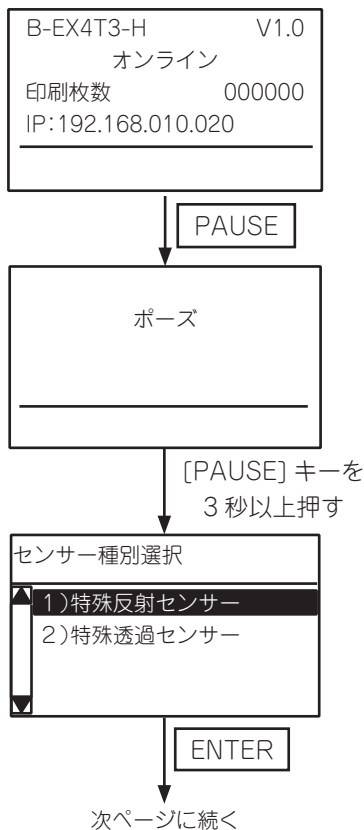 B-EX4T3-H V1.0
オンライン
印刷枚数 000000
IP:192.168.010.020
PAUSE
ポーズ
[PAUSE] キーを
3 秒以上押す
センサー種別選択
1)特殊反射センサー
2)特殊透過センサー
ENTER
次ページに続く